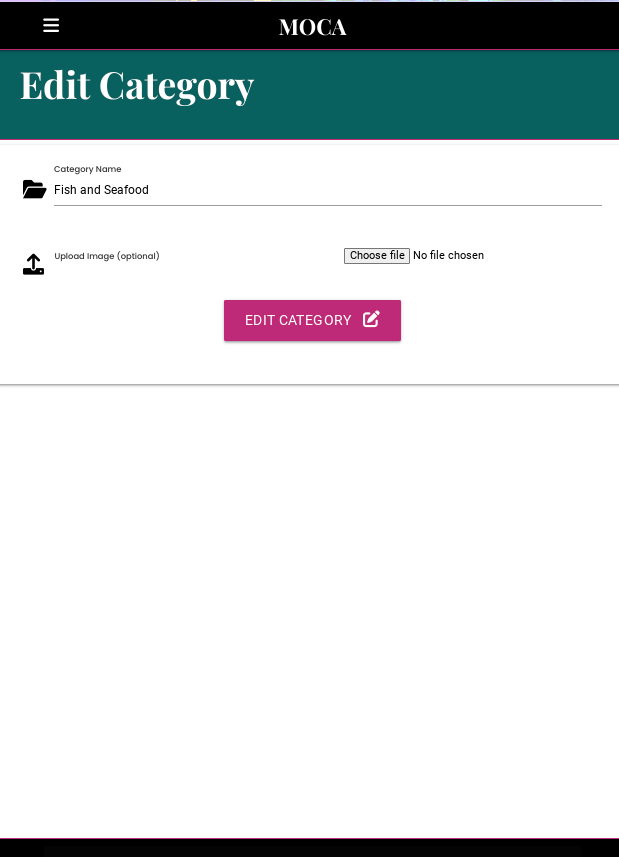 MOCA
Edit Category
Category Name
Fish and Seafood
Upload Image (optional)
Choose file No file chosen
EDIT CATEGORY